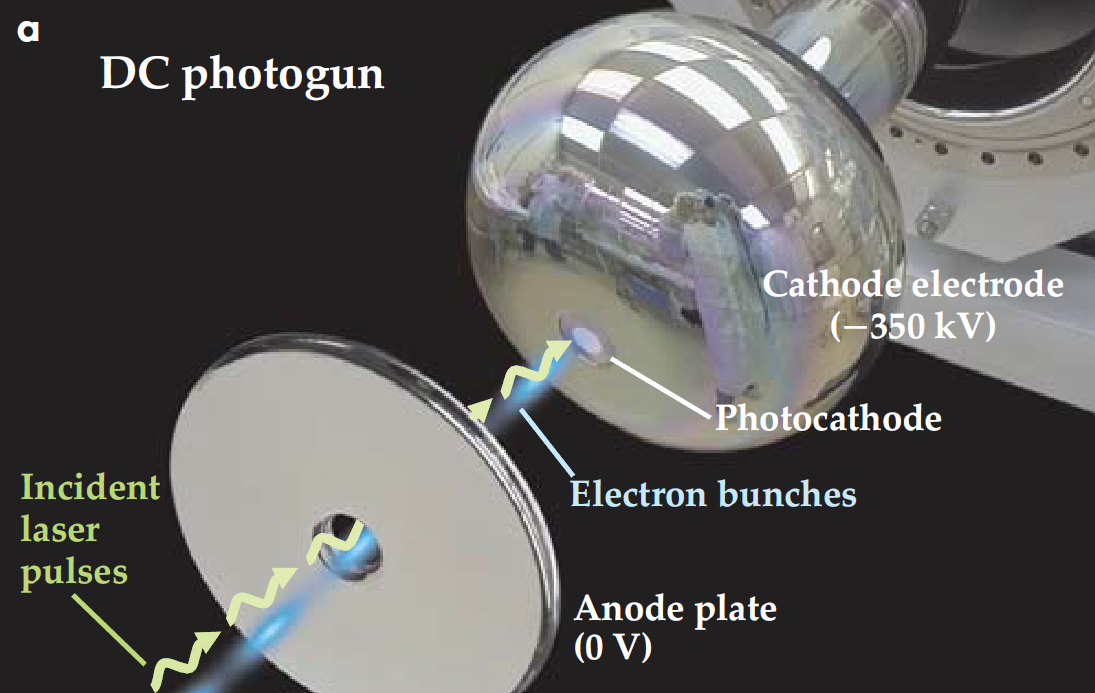 a
DC photogun
Cathode electrode
(−350 kV)
Photocathode
Electron bunches
Incident
laser
pulses
Anode plate
(0 V)